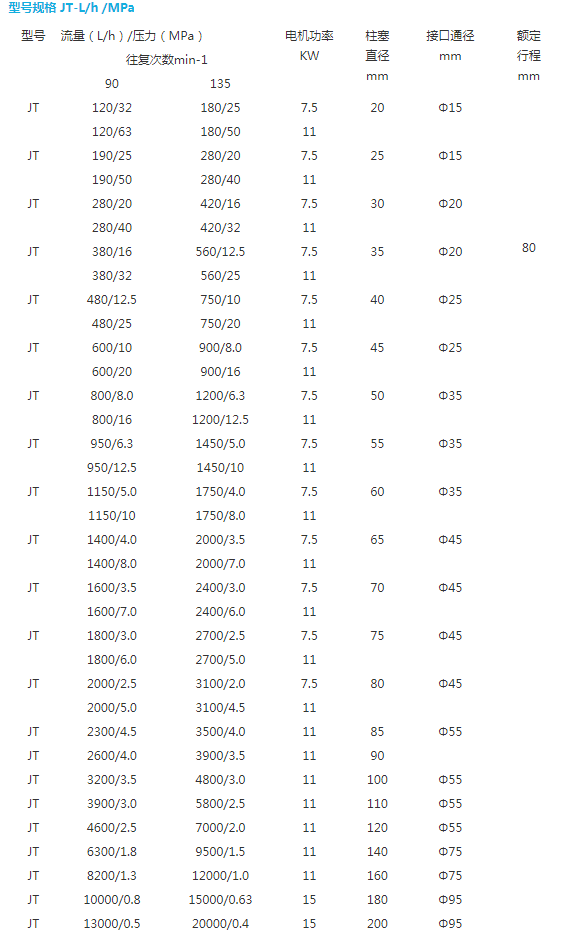 型号规格 JT-L/h /MPa
型号 流量（L/h）/压力（MPa） 电机功率 柱塞 接口通径 额定
往复次数min-1 KW 直径 mm 行程
mm mm
90 135
JT 120/32 180/25 7.5 20 Φ15
120/63 180/50 11
JT 190/25 280/20 7.5 25 Φ15
190/50 280/40 11
JT 280/20 420/16 7.5 30 Φ20
280/40 420/32 11
JT 380/16 560/12.5 7.5 35 Φ20 80
380/32 560/25 11
JT 480/12.5 750/10 7.5 40 Φ25
480/25 750/20 11
JT 600/10 900/8.0 7.5 45 Φ25
600/20 900/16 11
JT 800/8.0 1200/6.3 7.5 50 Φ35
800/16 1200/12.5 11
JT 950/6.3 1450/5.0 7.5 55 Φ35
950/12.5 1450/10 11
JT 1150/5.0 1750/4.0 7.5 60 Φ35
1150/10 1750/8.0 11
JT 1400/4.0 2000/3.5 7.5 65 Φ45
1400/8.0 2000/7.0 11
JT 1600/3.5 2400/3.0 7.5 70 Φ45
1600/7.0 2400/6.0 11
JT 1800/3.0 2700/2.5 7.5 75 Φ45
1800/6.0 2700/5.0 11
JT 2000/2.5 3100/2.0 7.5 80 Φ45
2000/5.0 3100/4.5 11
JT 2300/4.5 3500/4.0 11 85 Φ55
JT 2600/4.0 3900/3.5 11 90
JT 3200/3.5 4800/3.0 11 100 Φ55
JT 3900/3.0 5800/2.5 11 110 Φ55
JT 4600/2.5 7000/2.0 11 120 Φ55
JT 6300/1.8 9500/1.5 11 140 Φ75
JT 8200/1.3 12000/1.0 11 160 Φ75
JT 10000/0.8 15000/0.63 15 180 Φ95
JT 13000/0.5 20000/0.4 15 200 Φ95